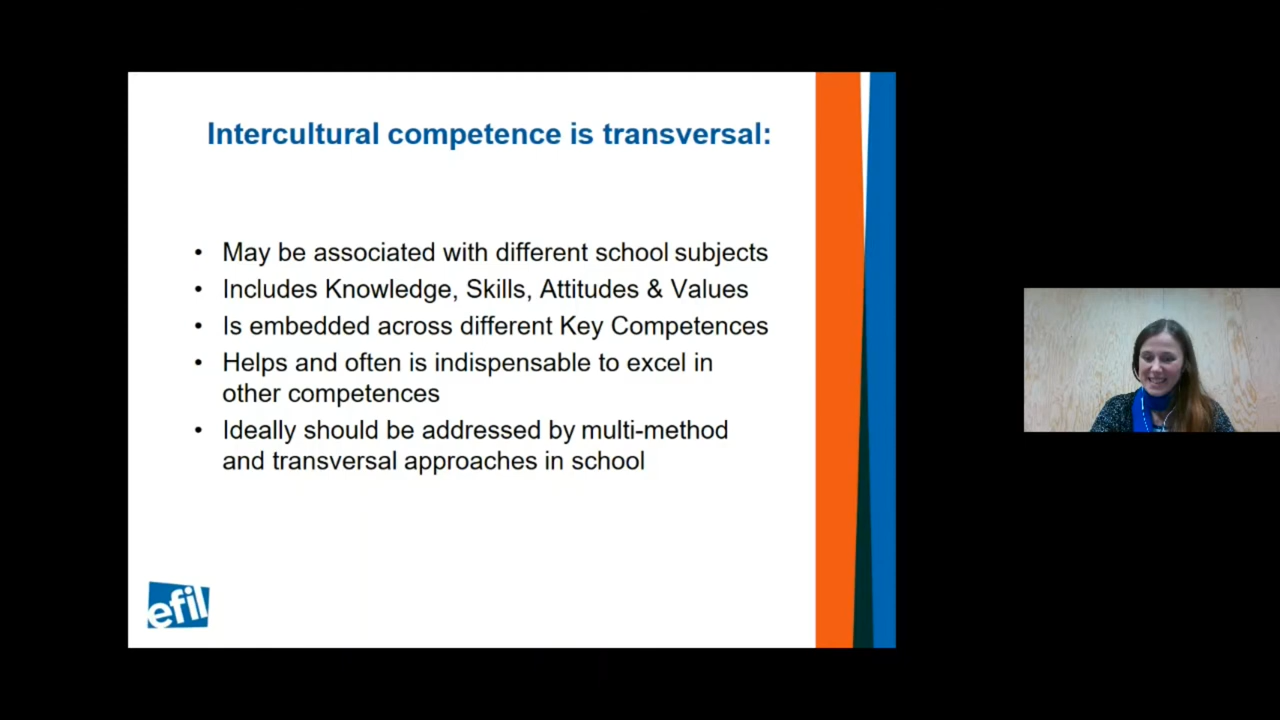 Intercultural competence is transversal:
• May be associated with different school subjects
• Includes Knowledge, Skills, Attitudes & Values
• Is embedded across different Key Competences
• Helps and often is indispensable to excel in
other competences
• Ideally should be addressed by multi-method
and transversal approaches in school
efil